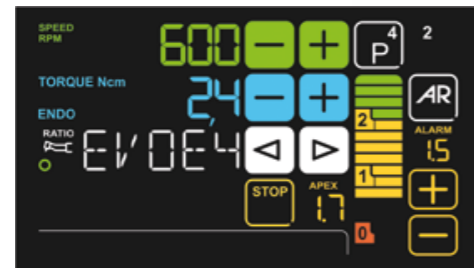 SPEED
RPM
600 − + P 4 2
TORQUE Ncm
2,4 − + AR
ENDO
2
ALARM
1.5
RATIO
EVOE4
1
STOP
APEX
1.7
+
0
−